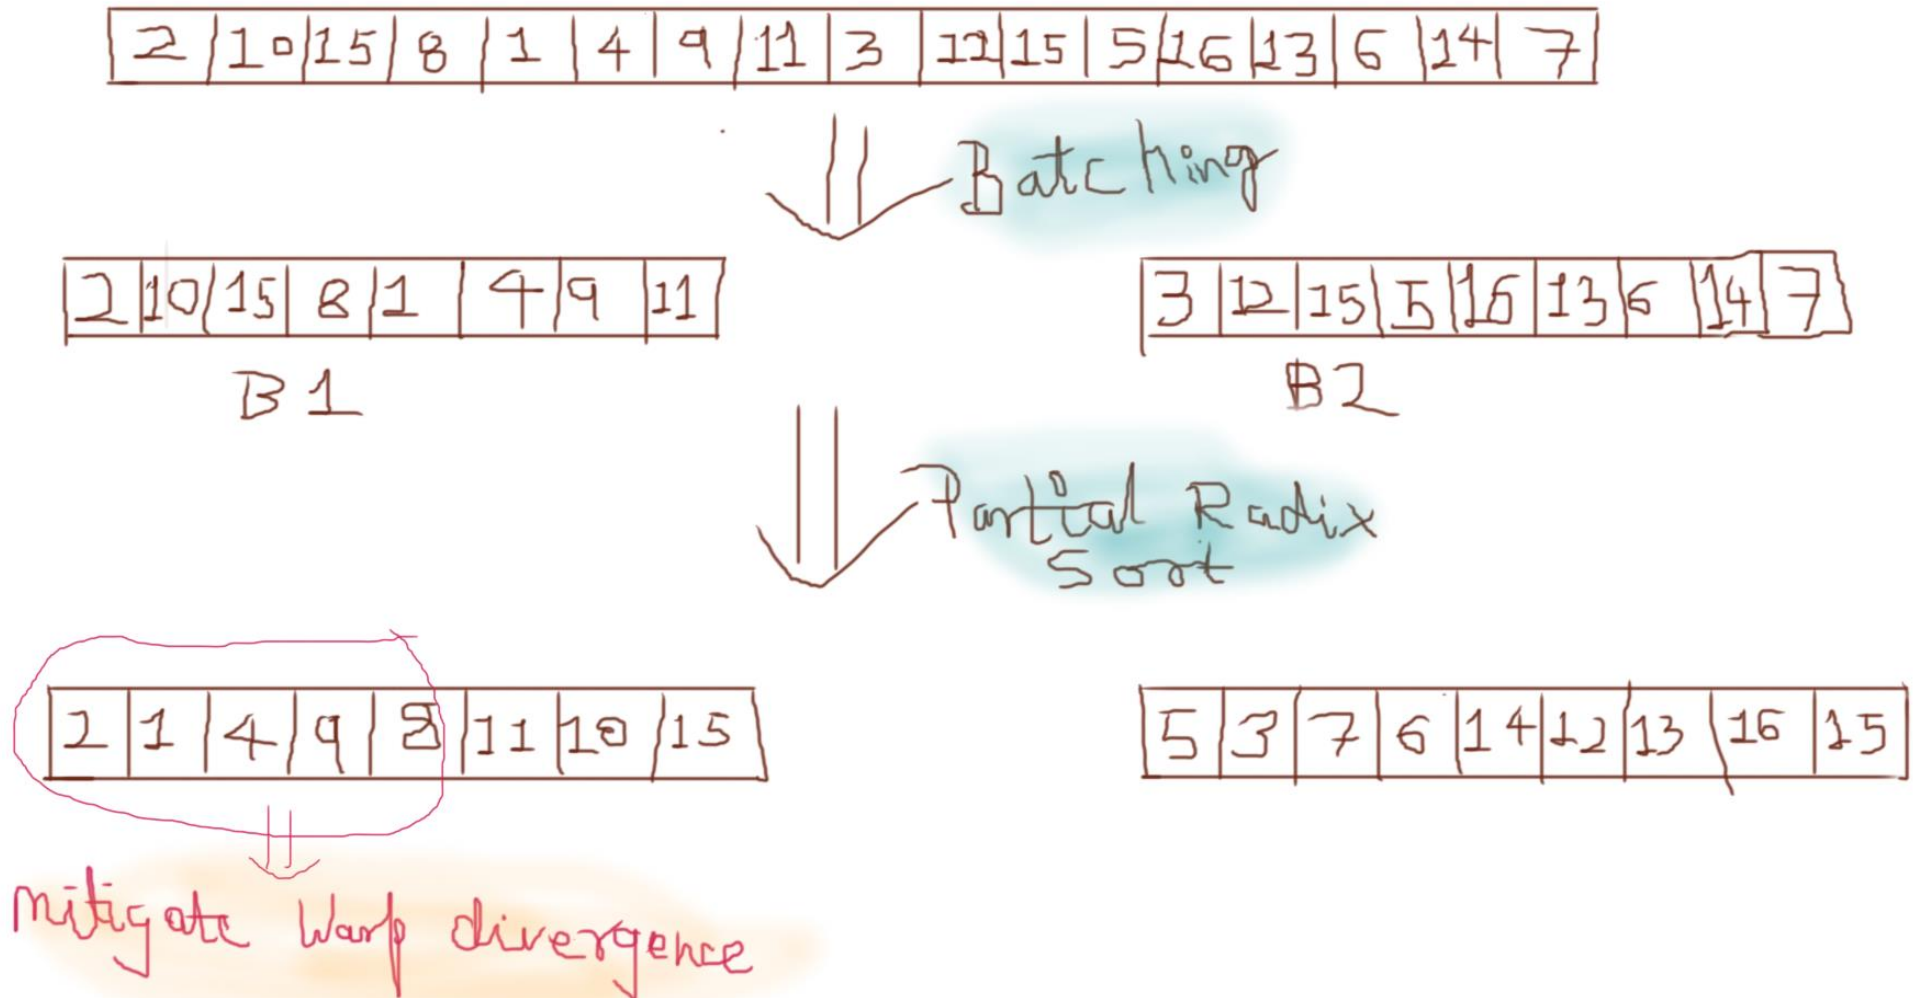 2 10 15 8 1 4 9 11 3 12 15 5 16 13 6 14 7
Batching
2 10 15 8 1 4 9 11
3 12 15 5 16 13 6 14 7
B1
B2
Partial Radix
Sort
2 1 4 9 8 11 10 15
5 3 7 6 14 12 13 16 15
Mitigate Warp divergence